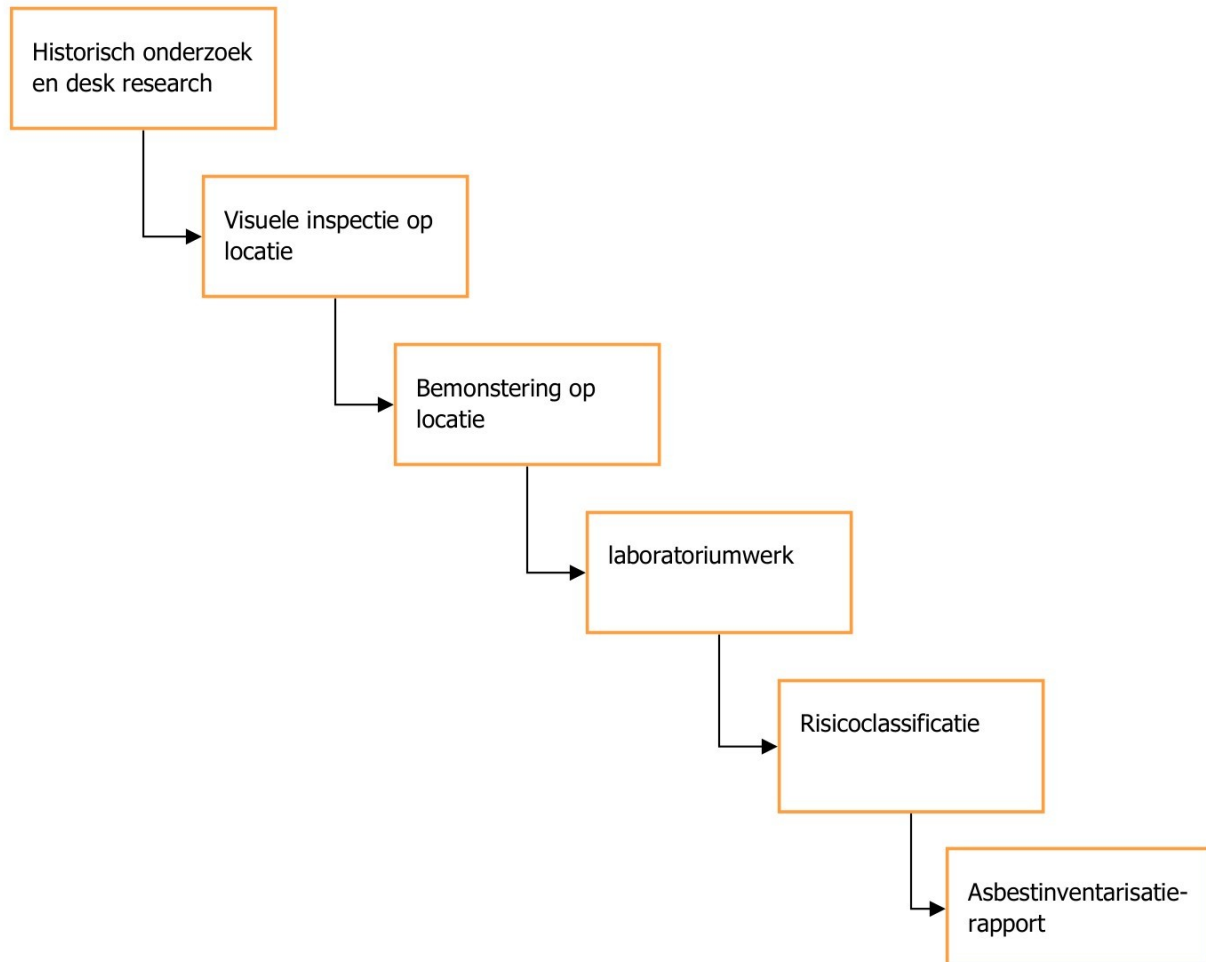 Historisch onderzoek
en desk research
Visuele inspectie op
locatie
Bemonstering op
locatie
laboratoriumwerk
Risicoclassificatie
Asbestinventarisatie-
rapport